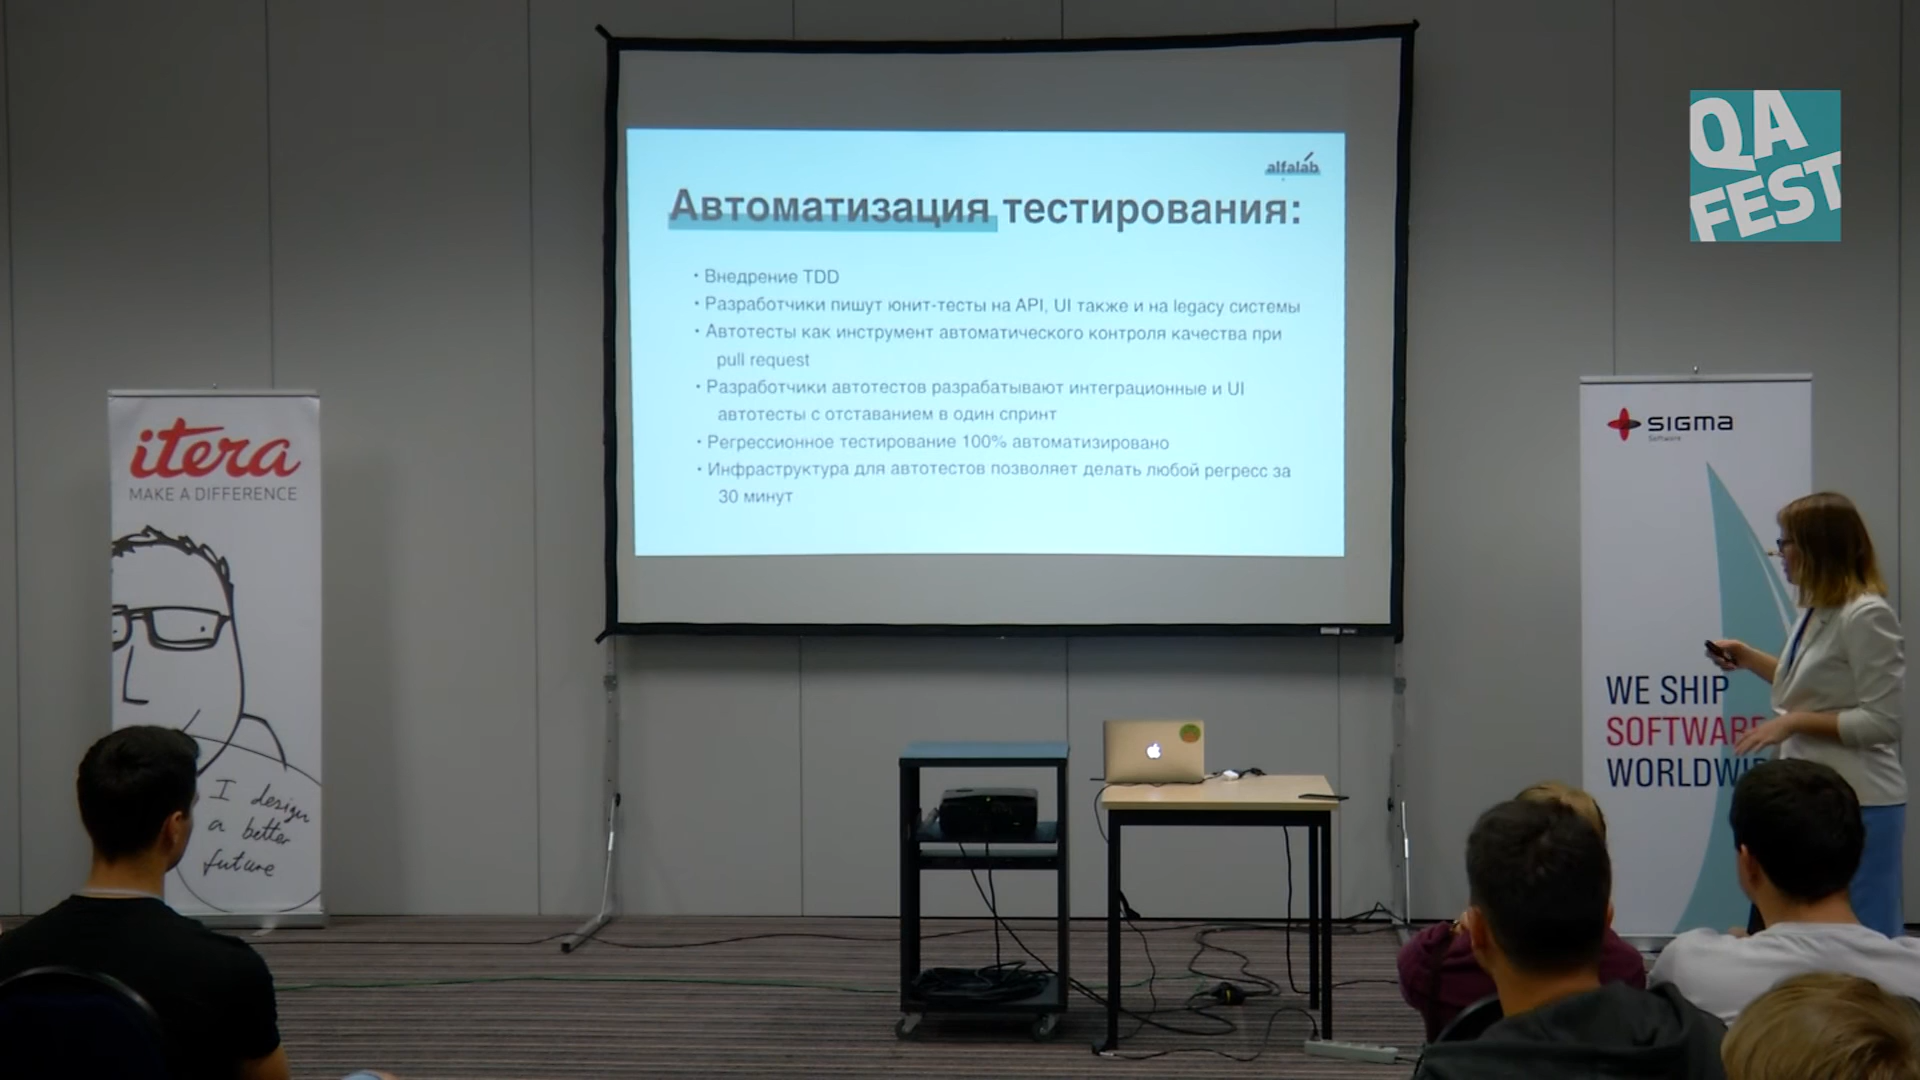 QA
FEST
alfalab
Автоматизация тестирования:
• Внедрение TDD
• Разработчики пишут юнит-тесты на API, UI также и на legacy системы
• Автотесты как инструмент автоматического контроля качества при
pull request
• Разработчики автотестов разрабатывают интеграционные и UI
автотесты с отставанием в один спринт
• Регрессионное тестирование 100% автоматизировано
• Инфраструктура для автотестов позволяет делать любой регресс за
30 минут
itera
MAKE A DIFFERENCE
I design
a better
future
SIGMA
Software
WE SHIP
SOFTWARE
WORLDWI